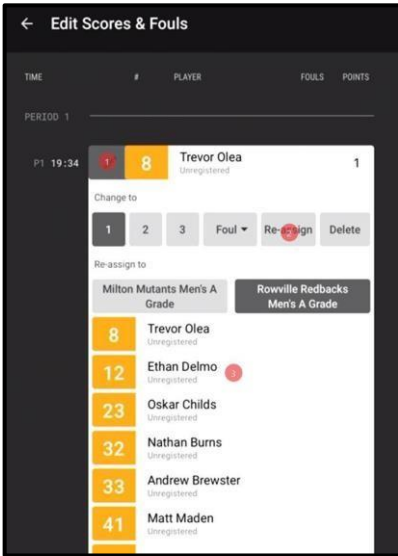 ← Edit Scores & Fouls
TIME # PLAYER FOULS POINTS
PERIOD 1
P1 19:34 1 8 Trevor Olea 1
Unregistered
Change to
1 2 3 Foul Re-assign Delete
2
Re-assign to
Milton Mutants Men's A Grade
Rowville Redbacks Men's A Grade
8 Trevor Olea
Unregistered
12 Ethan Delmo 3
Unregistered
23 Oskar Childs
Unregistered
32 Nathan Burns
Unregistered
33 Andrew Brewster
Unregistered
41 Matt Maden
Unregistered